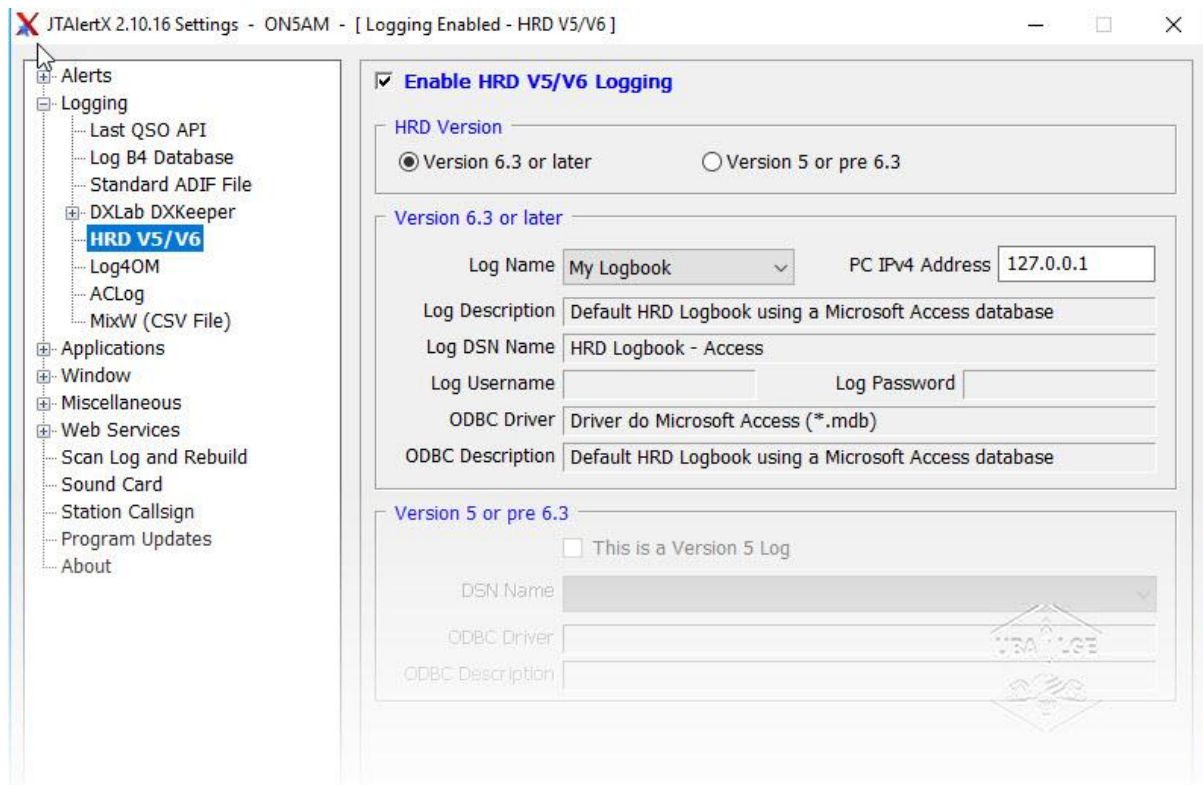 JTAlertX 2.10.16 Settings - ON5AM - [ Logging Enabled - HRD V5/V6 ]
Alerts
Logging
Last QSO API
Log B4 Database
Standard ADIF File
DXLab DXKeeper
HRD V5/V6
Log4OM
ACLog
MixW (CSV File)
Applications
Window
Miscellaneous
Web Services
Scan Log and Rebuild
Sound Card
Station Callsign
Program Updates
About
Enable HRD V5/V6 Logging
HRD Version
Version 6.3 or later Version 5 or pre 6.3
Version 6.3 or later
Log Name My Logbook PC IPv4 Address 127.0.0.1
Log Description Default HRD Logbook using a Microsoft Access database
Log DSN Name HRD Logbook - Access
Log Username Log Password
ODBC Driver Driver do Microsoft Access (*.mdb)
ODBC Description Default HRD Logbook using a Microsoft Access database
Version 5 or pre 6.3
This is a Version 5 Log
DSN Name
ODBC Driver
UBA LGE
ODBC Description